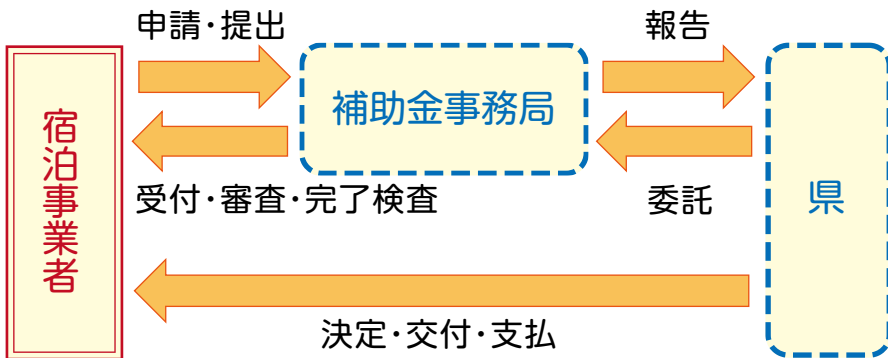 申請・提出
報告
宿泊事業者
補助金事務局
県
受付・審査・完了検査
委託
決定・交付・支払